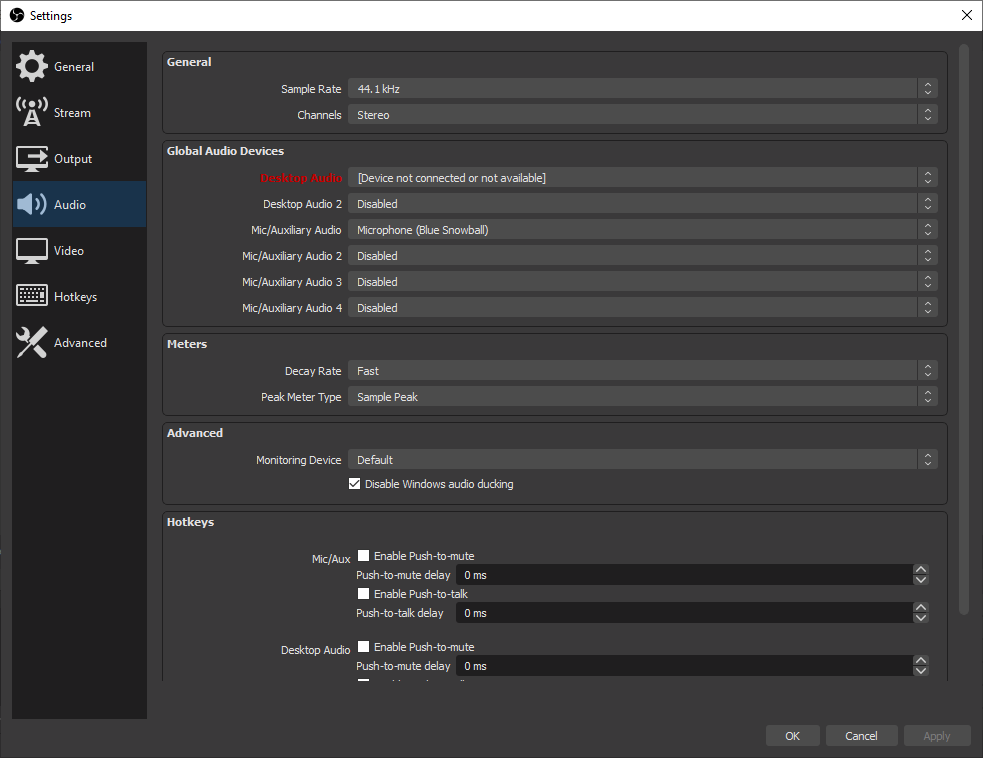 Settings
General
Stream
Output
Audio
Video
Hotkeys
Advanced
General
Sample Rate 44.1 kHz
Channels Stereo
Global Audio Devices
Desktop Audio [Device not connected or not available]
Desktop Audio 2 Disabled
Mic/Auxiliary Audio Microphone (Blue Snowball)
Mic/Auxiliary Audio 2 Disabled
Mic/Auxiliary Audio 3 Disabled
Mic/Auxiliary Audio 4 Disabled
Meters
Decay Rate Fast
Peak Meter Type Sample Peak
Advanced
Monitoring Device Default
Disable Windows audio ducking
Hotkeys
Mic/Aux Enable Push-to-mute
Push-to-mute delay 0 ms
Enable Push-to-talk
Push-to-talk delay 0 ms
Desktop Audio Enable Push-to-mute
Push-to-mute delay 0 ms
OK Cancel Apply